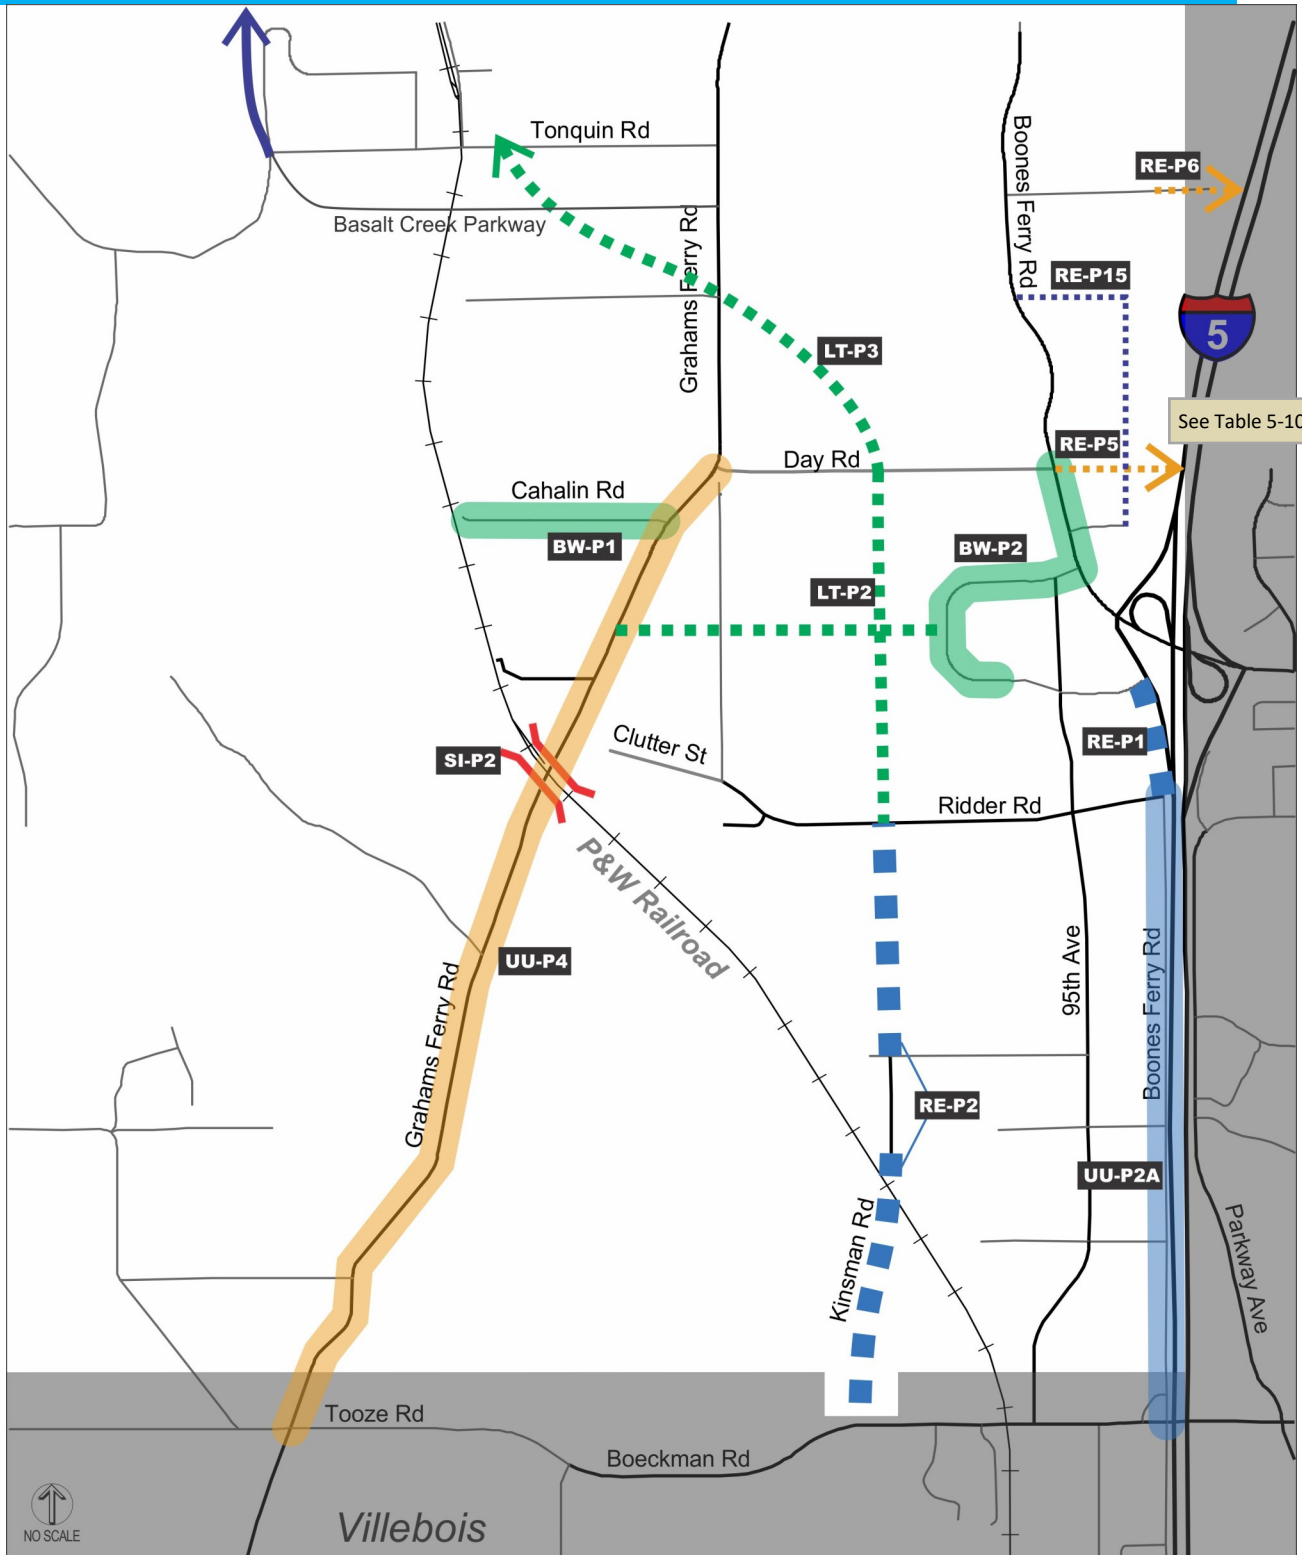 Tonquin Rd
Boones Ferry Rd
RE-P6
Basalt Creek Parkway
Grahams Ferry Rd
RE-P15
5
LT-P3
See Table 5-10
RE-P5
Day Rd
Cahalin Rd
BW-P1
BW-P2
LT-P2
Clutter St
RE-P1
SI-P2
Ridder Rd
P&W Railroad
UU-P4
95th Ave
Boones Ferry Rd
Grahams Ferry Rd
RE-P2
UU-P2A
Kinsman Rd
Parkway Ave
Tooze Rd
Boeckman Rd
Villebois
NO SCALE